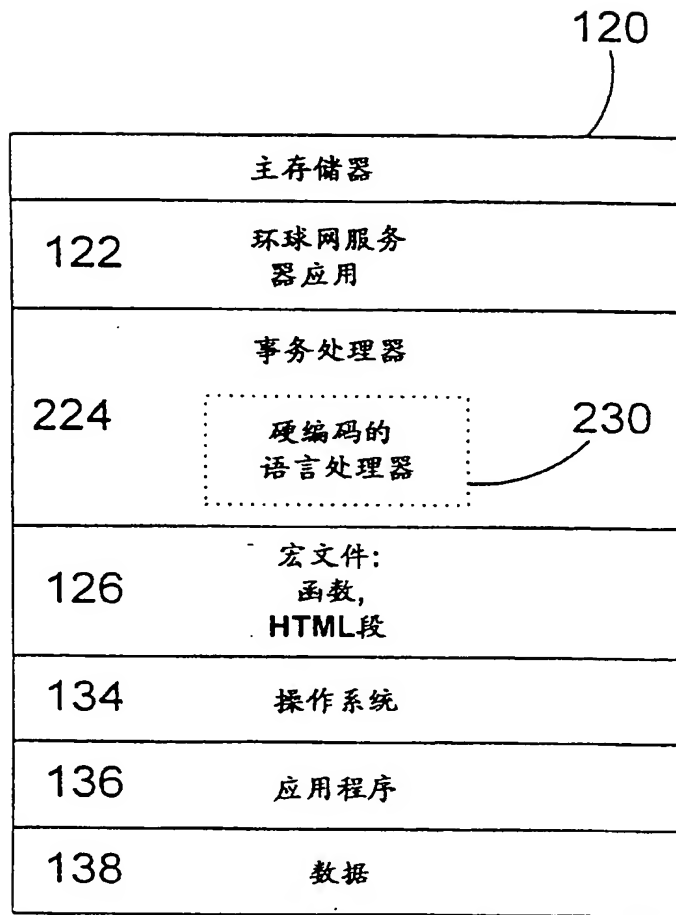 120
主存储器
122
环球网服务
器应用
事务处理器
224
硬编码的
语言处理器
230
126
宏文件:
函数,
HTML段
134
操作系统
136
应用程序
138
数据